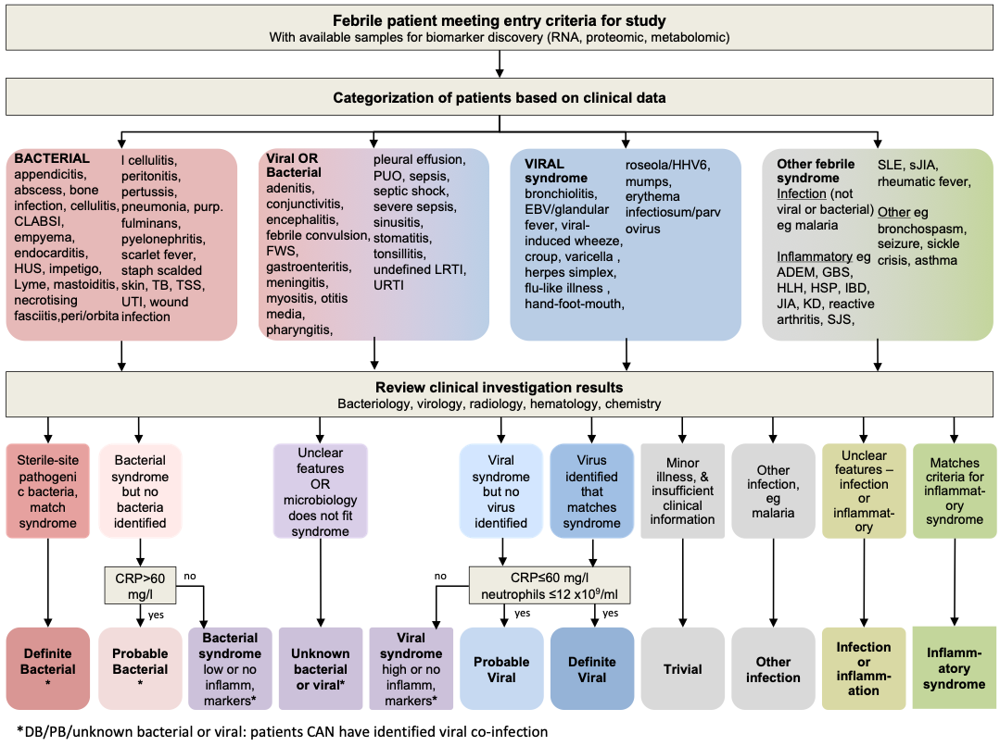 Febrile patient meeting entry criteria for study
With available samples for biomarker discovery (RNA, proteomic, metabolomic)
Categorization of patients based on clinical data
BACTERIAL
appendicitis,
abscess, bone
infection, cellulitis,
CLABSI,
empyema,
endocarditis,
HUS, impetigo,
Lyme, mastoiditis,
necrotising
fasciitis,peri/orbita
l cellulitis,
peritonitis,
pertussis,
pneumonia, purp.
fulminans,
pyelonephritis,
scarlet fever,
staph scalded
skin, TB, TSS,
UTI, wound
infection
Viral OR
Bacterial
adenitis,
conjunctivitis,
encephalitis,
febrile convulsion,
FWS,
gastroenteritis,
meningitis,
myositis, otitis
media,
pharyngitis,
pleural effusion,
PUO, sepsis,
septic shock,
severe sepsis,
sinusitis,
stomatitis,
tonsillitis,
undefined LRTI,
URTI
VIRAL
syndrome
bronchiolitis,
EBV/glandular
fever, viral-
induced wheeze,
croup, varicella ,
herpes simplex,
flu-like illness ,
hand-foot-mouth,
roseola/HHV6,
mumps,
erythema
infectiosum/parv
ovirus
Other febrile
syndrome
Infection (not
viral or bacterial)
eg malaria
Inflammatory eg
ADEM, GBS,
HLH, HSP, IBD,
JIA, KD, reactive
arthritis, SJS,
SLE, sJIA,
rheumatic fever,
Other eg
bronchospasm,
seizure, sickle
crisis, asthma
Review clinical investigation results
Bacteriology, virology, radiology, hematology, chemistry
Sterile-site
pathogeni
c bacteria,
match
syndrome
Bacterial
syndrome
but no
bacteria
identified
Unclear
features
OR
microbiology
does not fit
syndrome
Viral
syndrome
but no
virus
identified
Virus
identified
that
matches
syndrome
Minor
illness, &
insufficient
clinical
information
Other
infection,
eg
malaria
Unclear
features –
infection
or
inflammat-
ory
Matches
criteria for
inflammat-
ory
syndrome
CRP>60
mg/l
no
yes
no
CRP≤60 mg/l
neutrophils ≤12 x10⁹/ml
yes
yes
Definite
Bacterial
*
Probable
Bacterial
*
Bacterial
syndrome
low or no
inflamm,
markers*
Unknown
bacterial
or viral*
Viral
syndrome
high or no
inflamm,
markers*
Probable
Viral
Definite
Viral
Trivial
Other
infection
Infection
or
inflamm-
ation
Inflamm-
atory
syndrome
*DB/PB/unknown bacterial or viral: patients CAN have identified viral co-infection